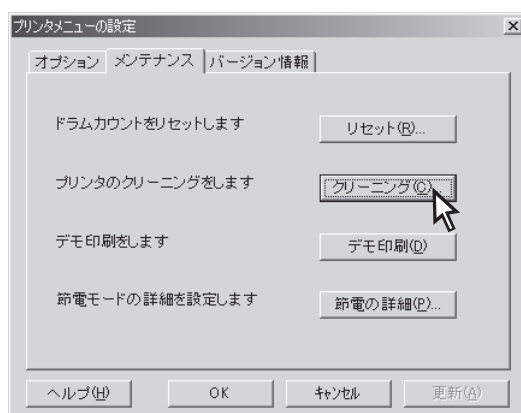 プリンタメニューの設定
オプション メンテナンス バージョン情報
ドラムカウントをリセットします リセット(R)...
プリンタのクリーニングをします クリーニング(C)...
デモ印刷をします デモ印刷(D)
節電モードの詳細を設定します 節電の詳細(P)...
ヘルプ(H) OK キャンセル 更新(A)